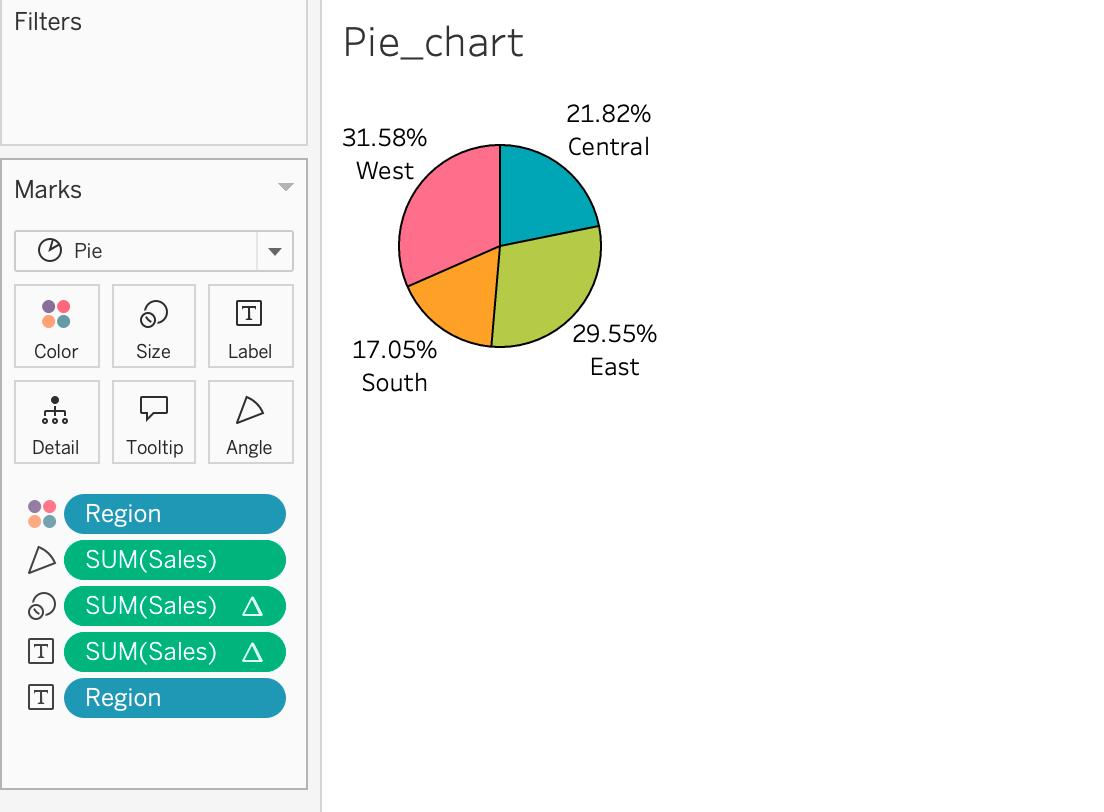 Filters
Marks
Pie
Color
Size
Label
Detail
Tooltip
Angle
Region
SUM(Sales)
SUM(Sales)
SUM(Sales)
Region
Pie_chart
21.82%
Central
31.58%
West
29.55%
East
17.05%
South